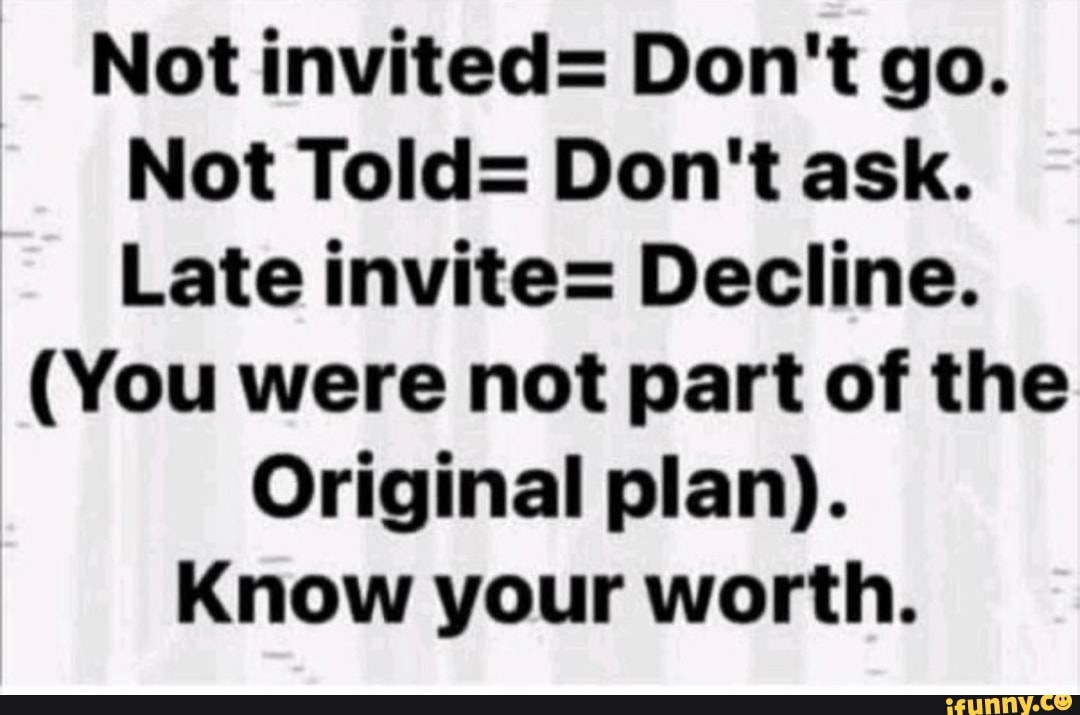 Not invited= Don't go.
Not Told= Don't ask.
Late invite= Decline.
(You were not part of the
Original plan).
Know your worth.
ifunny.co